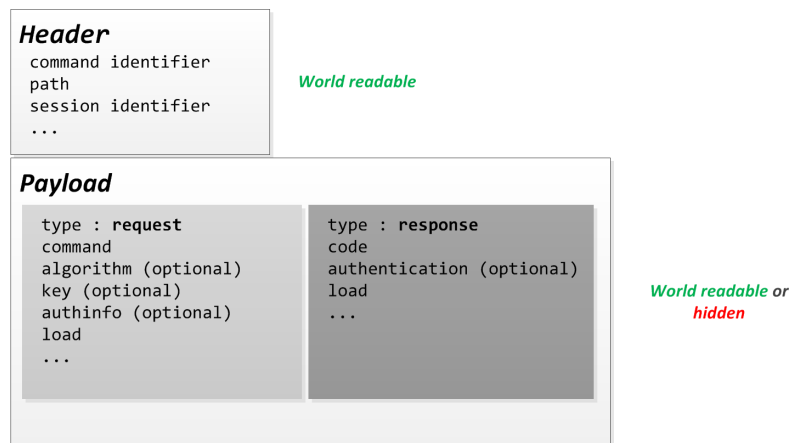 Header
command identifier
path
session identifier
...
World readable
Payload
type : request
command
algorithm (optional)
key (optional)
authinfo (optional)
load
...
type : response
code
authentication (optional)
load
...
World readable or
hidden